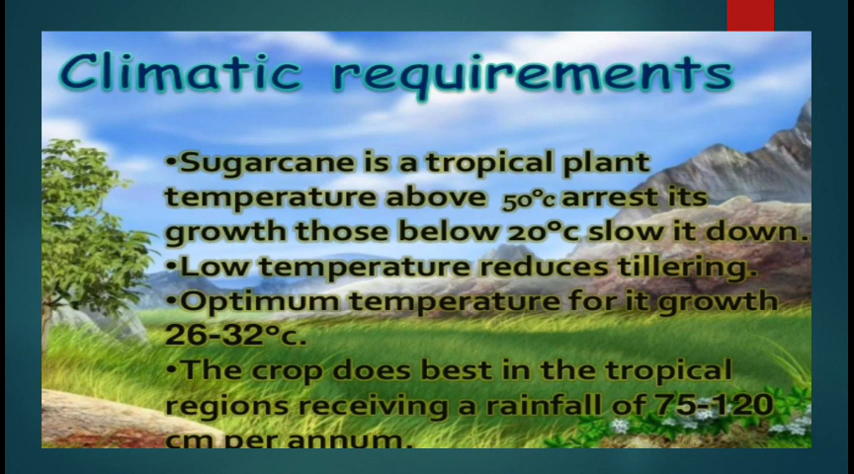 Climatic requirements
•Sugarcane is a tropical plant
temperature above 50°c arrest its
growth those below 20°c slow it down.
•Low temperature reduces tillering.
•Optimum temperature for it growth
26-32°c.
•The crop does best in the tropical
regions receiving a rainfall of 75-120
cm per annum.